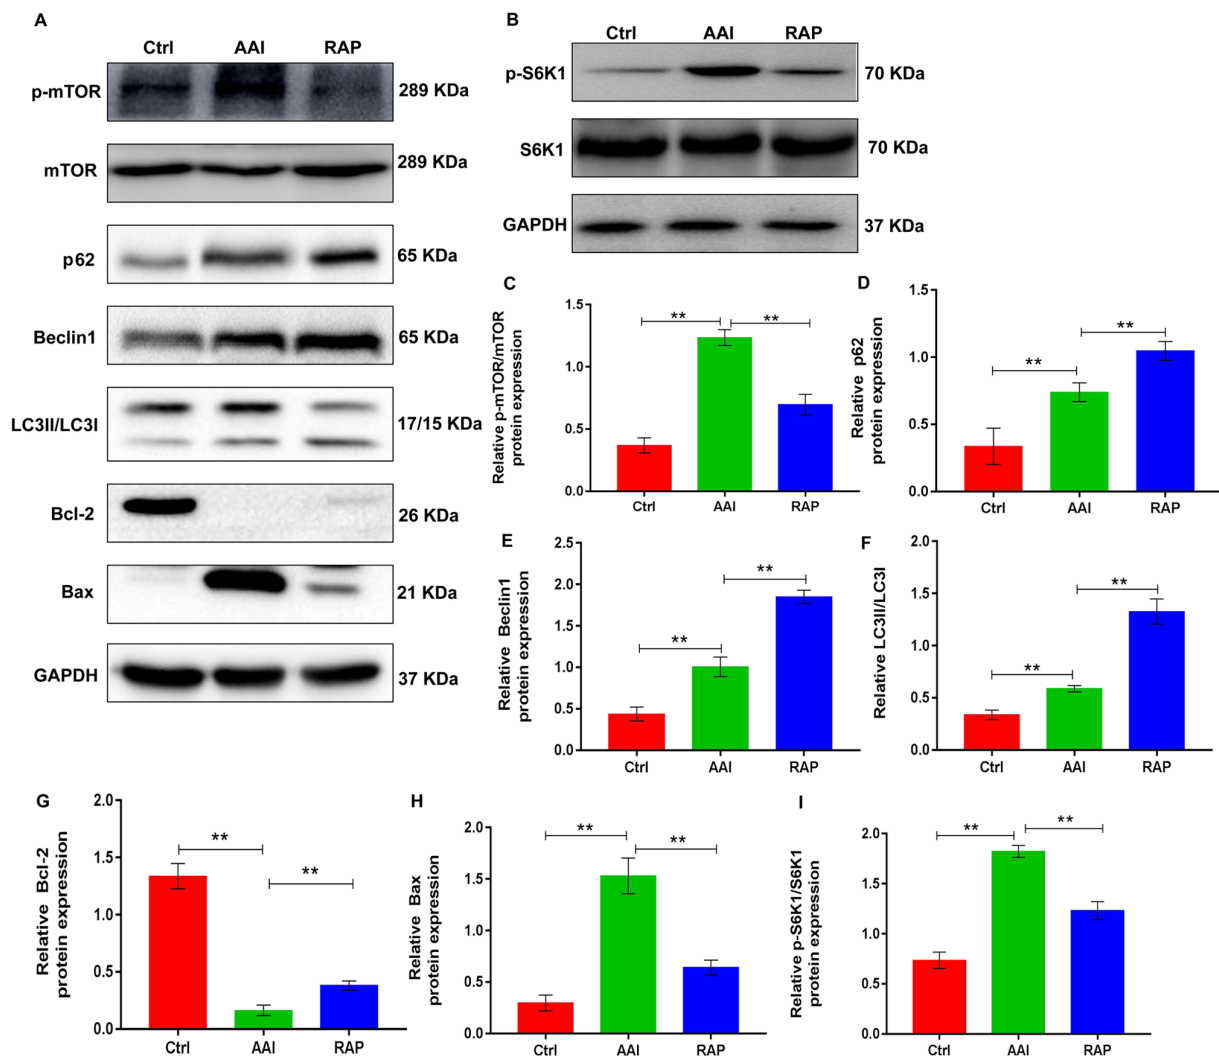 A
Ctrl AAI RAP
p-mTOR 289 KDa
mTOR 289 KDa
p62 65 KDa
Beclin1 65 KDa
LC3II/LC3I 17/15 KDa
Bcl-2 26 KDa
Bax 21 KDa
GAPDH 37 KDa
B
Ctrl AAI RAP
p-S6K1 70 KDa
S6K1 70 KDa
GAPDH 37 KDa
C
Relative p-mTOR/mTOR
protein expression
1.5
1.0
0.5
0.0
** **
Ctrl AAI RAP
D
Relative p62
protein expression
1.5
1.0
0.5
0.0
** **
Ctrl AAI RAP
E
Relative Beclin1
protein expression
2.5
2.0
1.5
1.0
0.5
0.0
** **
Ctrl AAI RAP
F
Relative LC3II/LC3I
2.0
1.5
1.0
0.5
0.0
** **
Ctrl AAI RAP
G
Relative Bcl-2
protein expression
2.0
1.5
1.0
0.5
0.0
** **
Ctrl AAI RAP
H
Relative Bax
protein expression
2.0
1.5
1.0
0.5
0.0
** **
Ctrl AAI RAP
I
Relative p-S6K1/S6K1
protein expression
2.0
1.5
1.0
0.5
0.0
** **
Ctrl AAI RAP